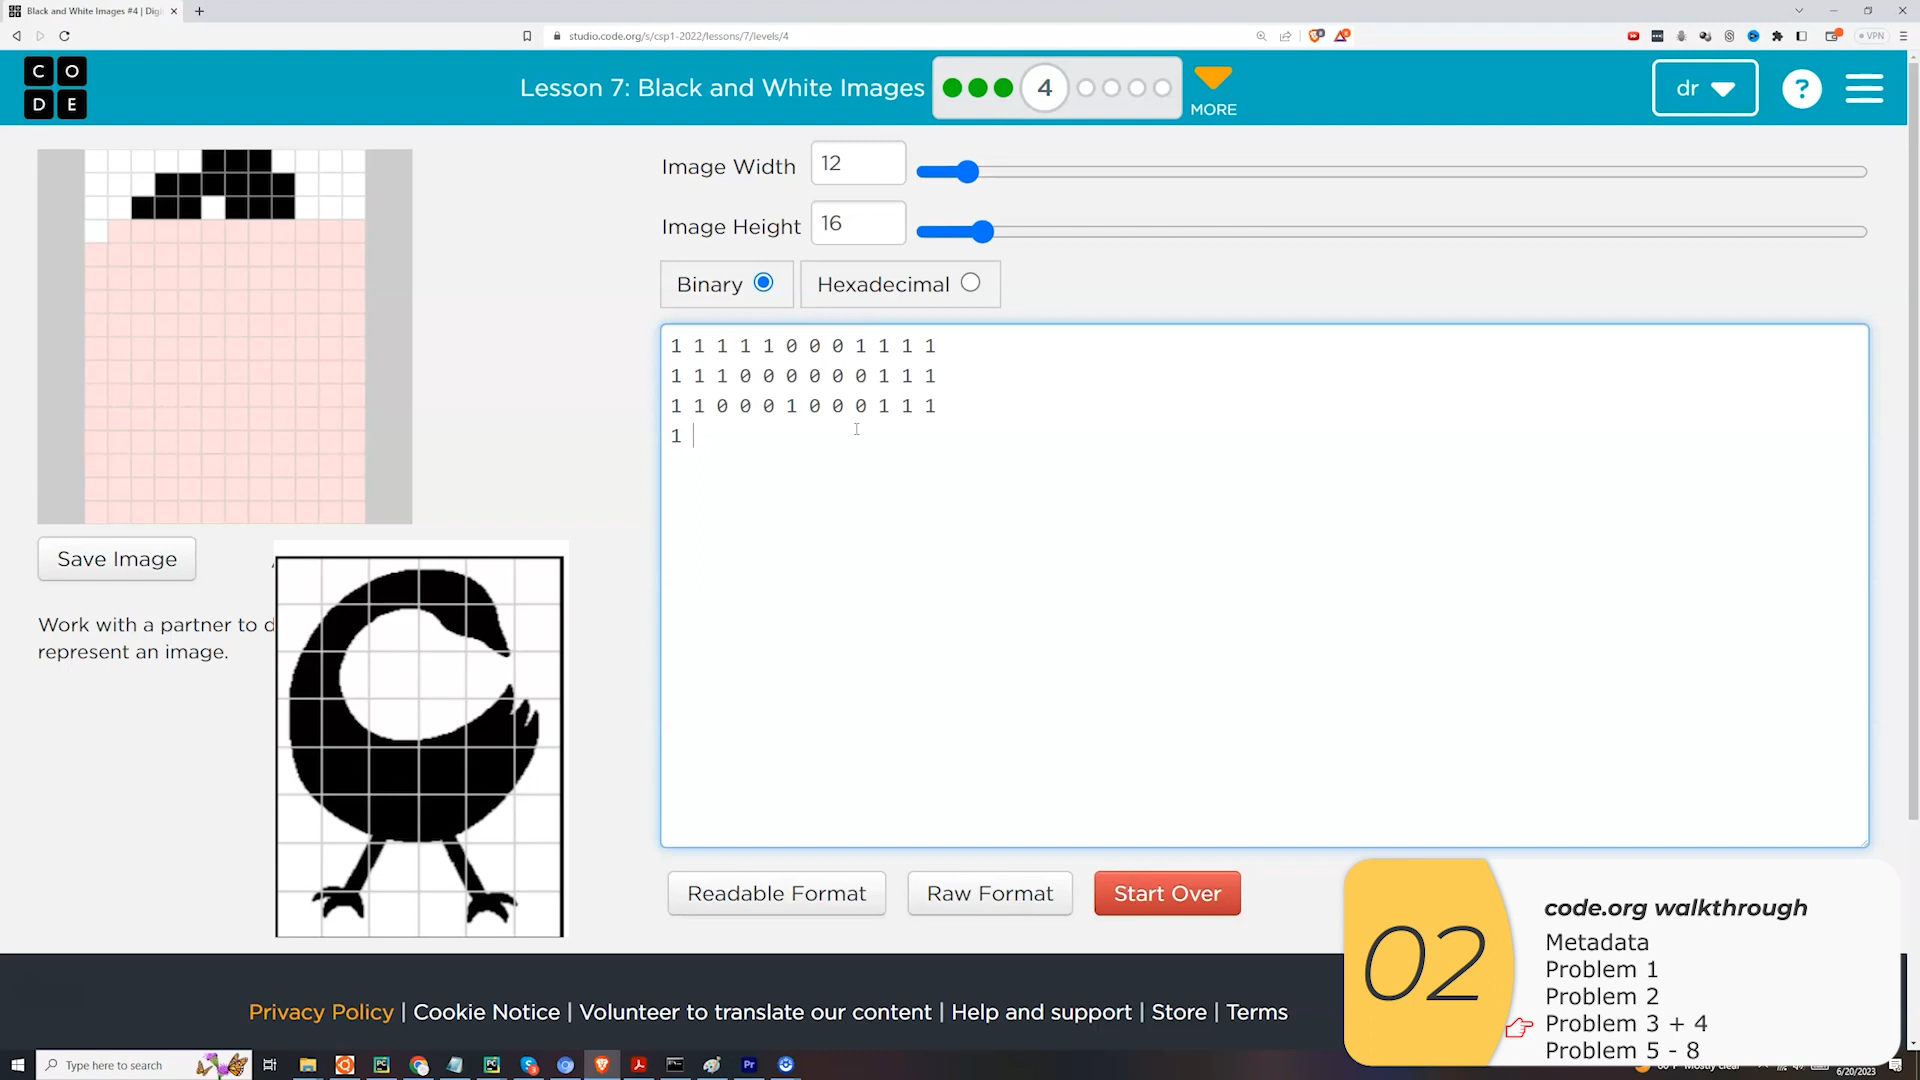 Black and White Images #4 | Digi
studio.code.org/s/csp1-2022/lessons/7/levels/4
VPN
C O
D E
Lesson 7: Black and White Images
4
MORE
dr
?
Image Width 12
Image Height 16
Binary
Hexadecimal
1 1 1 1 1 0 0 0 1 1 1 1
1 1 1 0 0 0 0 0 0 1 1 1
1 1 0 0 0 1 0 0 0 1 1 1
1
Save Image
Work with a partner to d
represent an image.
Readable Format
Raw Format
Start Over
02
code.org walkthrough
Metadata
Problem 1
Problem 2
Problem 3 + 4
Problem 5 - 8
Privacy Policy | Cookie Notice | Volunteer to translate our content | Help and support | Store | Terms
Type here to search
Mostly clear
6/20/2023